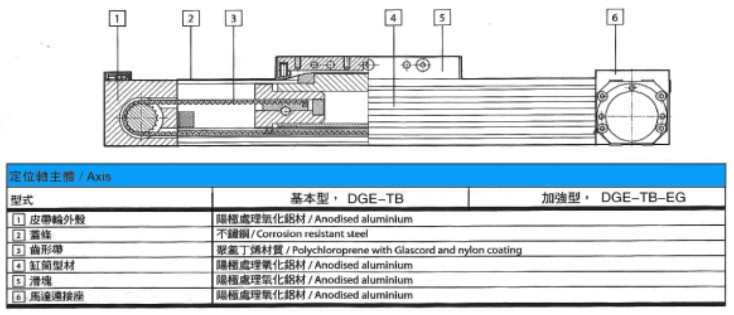 1 2 3 4 5 6
定位軸主體 / Axis
型式 基本型， DGE-TB 加強型， DGE-TB-EG
1 皮帶輪外殼 陽極處理氧化鋁材 / Anodised aluminium
2 蓋條 不鏽鋼 / Corrosion resistant steel
3 齒形帶 聚氯丁烯材質 / Polychloroprene with Glascord and nylon coating
4 缸筒型材 陽極處理氧化鋁材 / Anodised aluminium
5 滑塊 陽極處理氧化鋁材 / Anodised aluminium
6 馬達連接座 陽極處理氧化鋁材 / Anodised aluminium